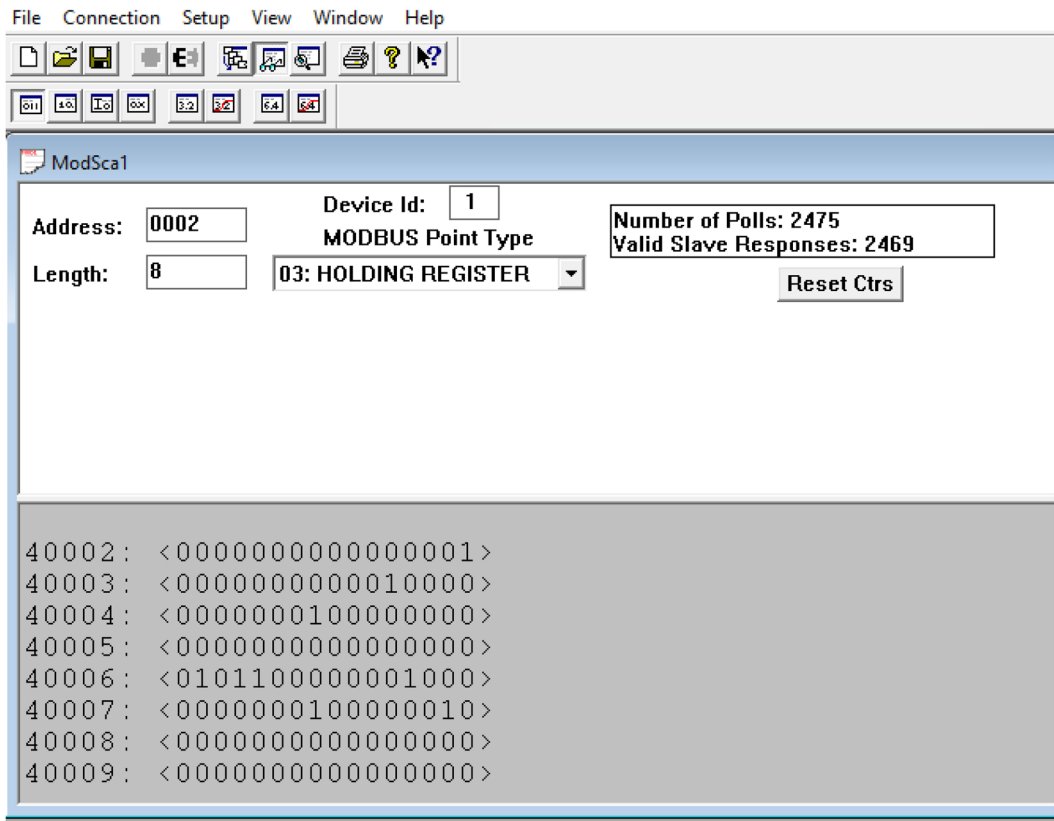 File Connection Setup View Window Help
ModSca1
Address: 0002
Device Id: 1
MODBUS Point Type
Length: 8
03: HOLDING REGISTER
Number of Polls: 2475
Valid Slave Responses: 2469
Reset Ctrs
40002: <0000000000000001>
40003: <0000000000010000>
40004: <0000000100000000>
40005: <0000000000000000>
40006: <0101100000001000>
40007: <0000000100000010>
40008: <0000000000000000>
40009: <0000000000000000>